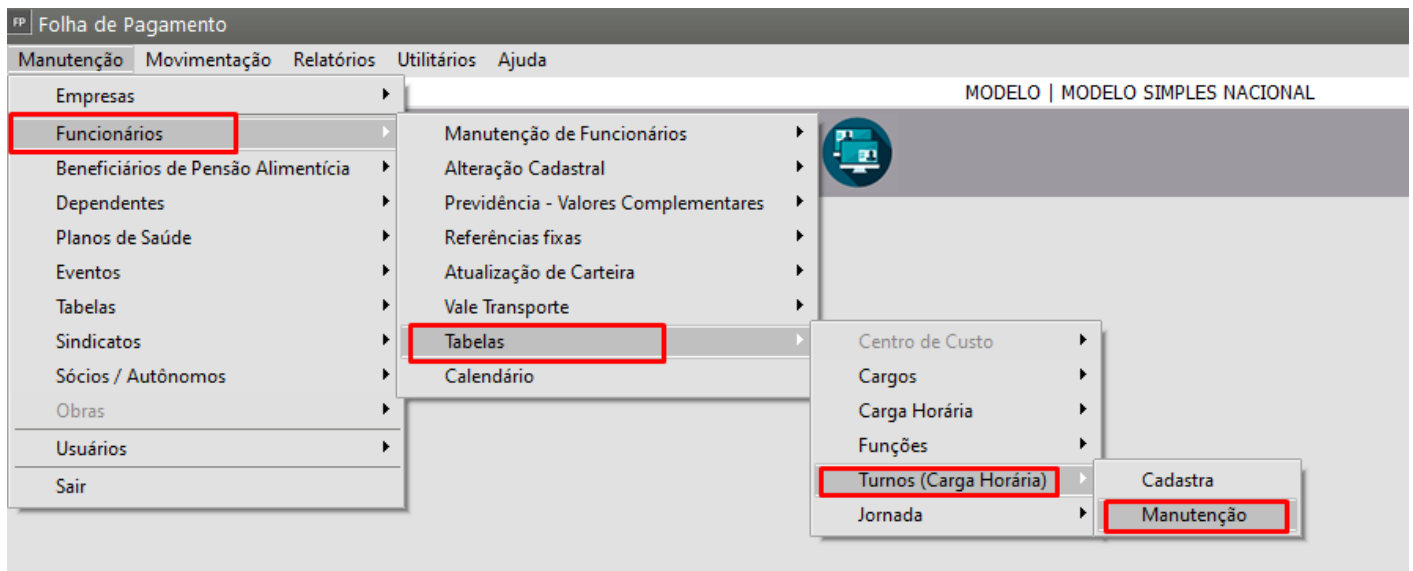 FP Folha de Pagamento
Manutenção Movimentação Relatórios Utilitários Ajuda
MODELO | MODELO SIMPLES NACIONAL
Empresas
Funcionários
Beneficiários de Pensão Alimentícia
Dependentes
Planos de Saúde
Eventos
Tabelas
Sindicatos
Sócios / Autônomos
Obras
Usuários
Sair
Manutenção de Funcionários
Alteração Cadastral
Previdência - Valores Complementares
Referências fixas
Atualização de Carteira
Vale Transporte
Tabelas
Calendário
Centro de Custo
Cargos
Carga Horária
Funções
Turnos (Carga Horária)
Jornada
Cadastra
Manutenção